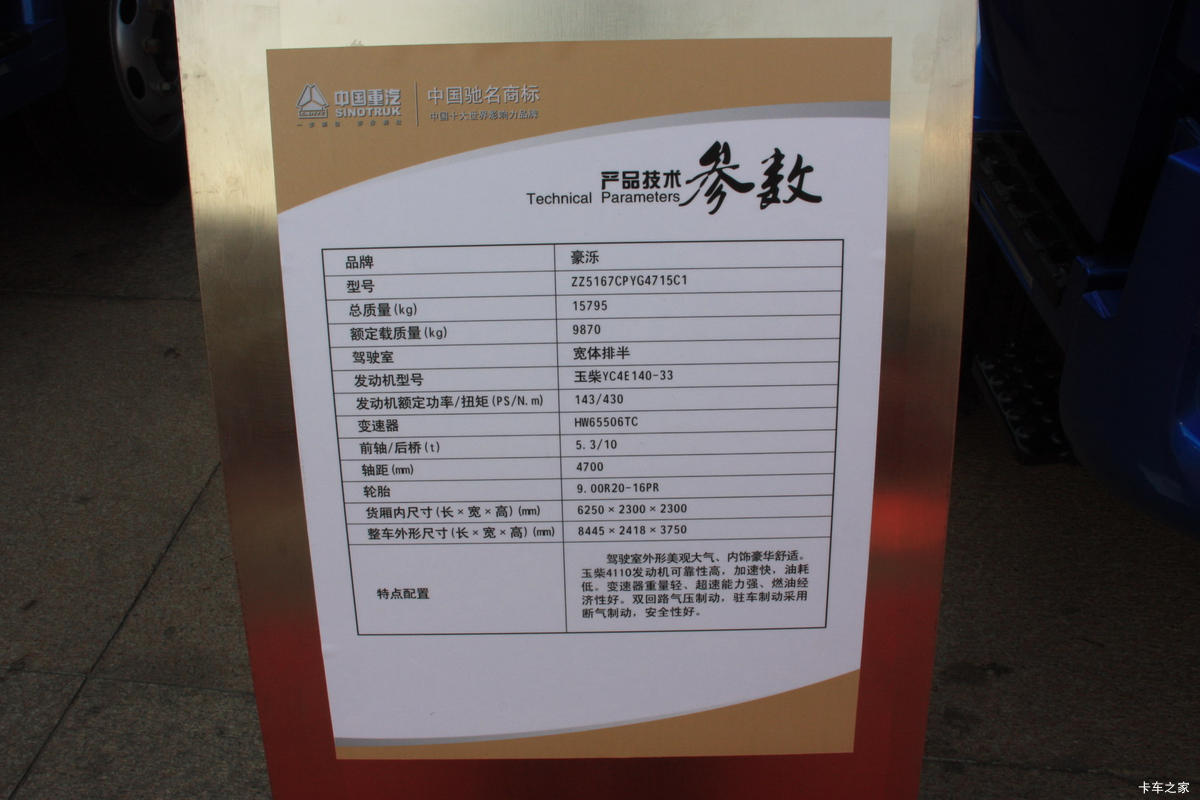 中国重汽 中国驰名商标
SINOTRUK 中国十大世界影响力品牌
产品技术参数
Technical Parameters
品牌 豪泺
型号 ZZ5167CPYG4715C1
总质量(kg) 15795
额定载质量(kg) 9870
驾驶室 宽体排半
发动机型号 玉柴YC4E140-33
发动机额定功率/扭矩(PS/N.m) 143/430
变速器 HW65506TC
前轴/后桥(t) 5.3/10
轴距(mm) 4700
轮胎 9.00R20-16PR
货厢内尺寸(长×宽×高)(mm) 6250×2300×2300
整车外形尺寸(长×宽×高)(mm) 8445×2418×3750
特点配置
驾驶室外形美观大气、内饰豪华舒适。
玉柴4110发动机可靠性高，加速快，油耗
低。变速器重量轻、超速能力强、燃油经
济性好。双回路气压制动，驻车制动采用
断气制动，安全性好。
卡车之家